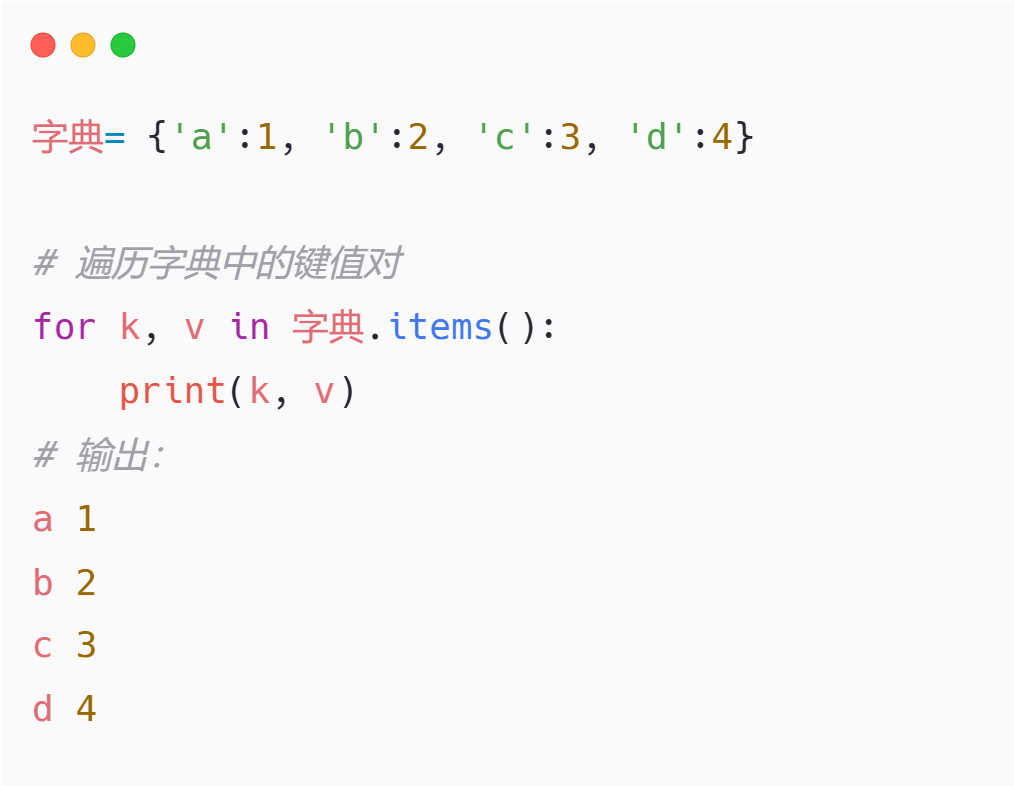 字典= {'a':1, 'b':2, 'c':3, 'd':4}
# 遍历字典中的键值对
for k, v in 字典.items():
    print(k, v)
# 输出：
a 1
b 2
c 3
d 4